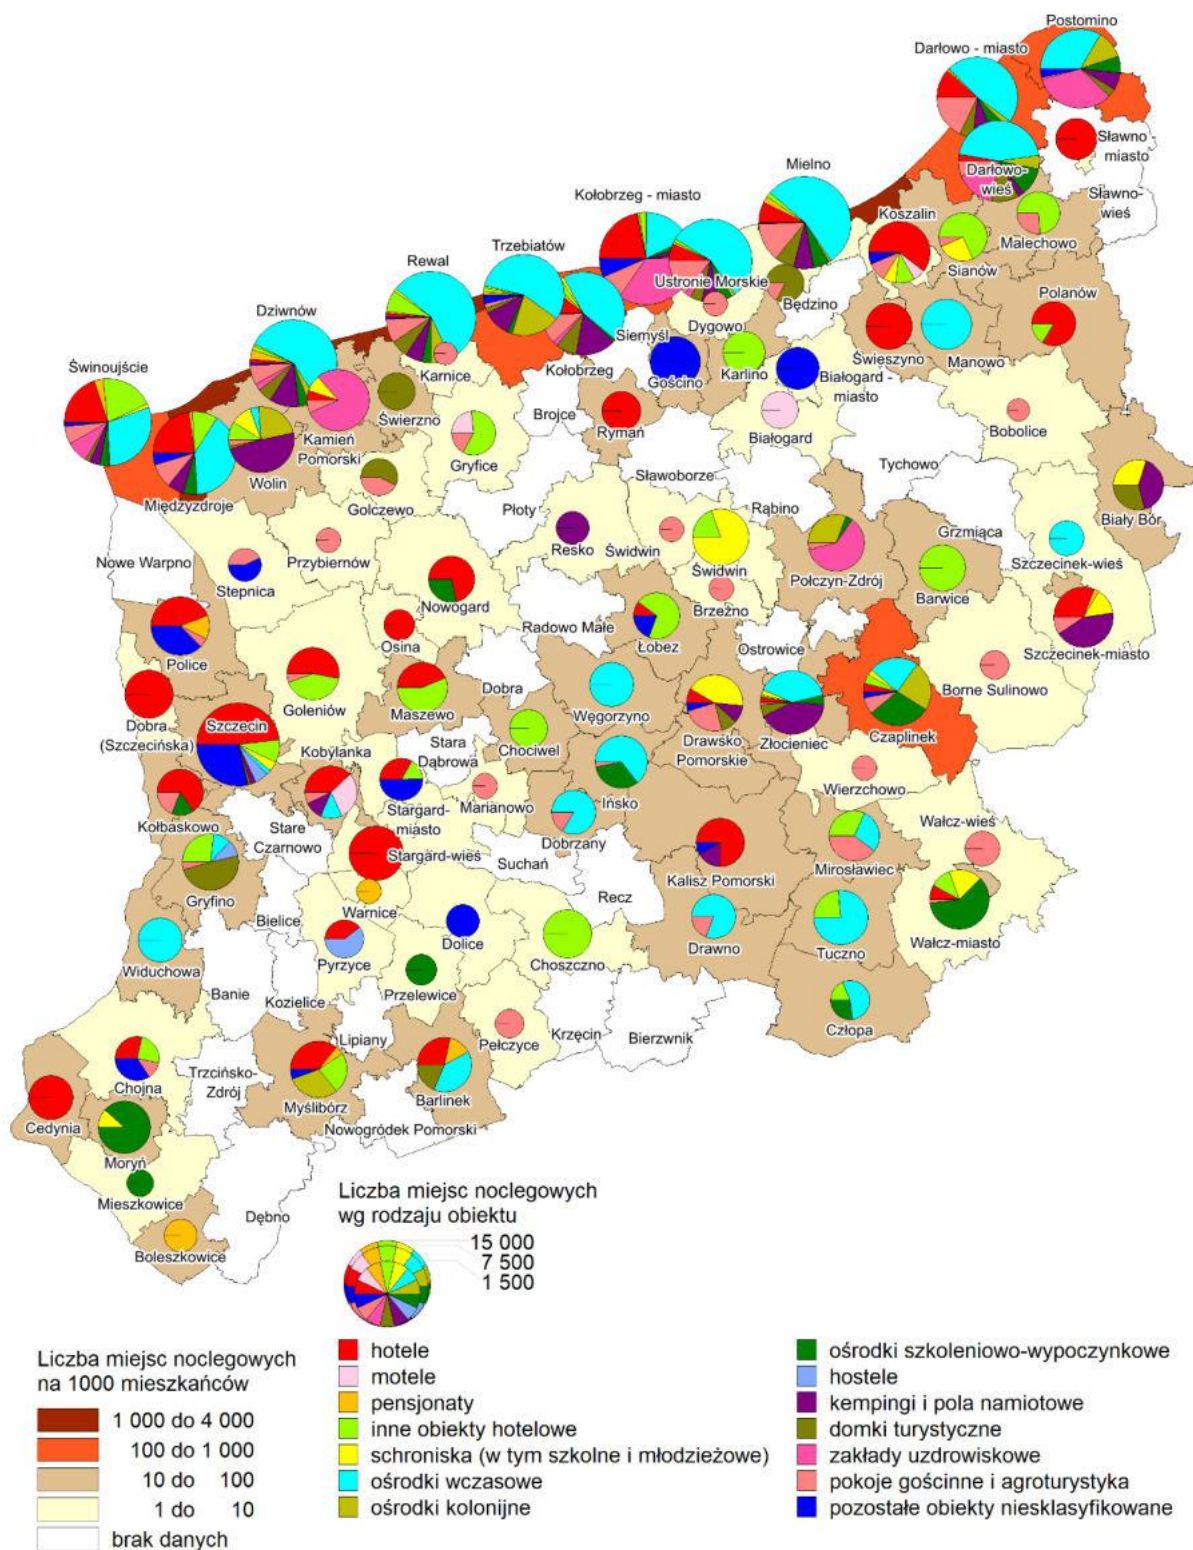 Postomino
Darłowo - miasto
Sławno -
miasto
Darłowo-
wieś
Sławno-
wieś
Mielno
Kołobrzeg - miasto
Koszalin
Malechowo
Sianów
Trzebiatów
Rewal
Ustronie Morskie
Będzino
Dygowo
Polanów
Dziwnów
Siemyśl
Świeszyno
Manowo
Świnoujście
Karnice
Kołobrzeg
Gościno
Karlino
Białogard -
miasto
Świerzno
Brojce
Rymań
Białogard
Bobolice
Kamień
Pomorski
Gryfice
Wolin
Międzyzdroje
Golczewo
Sławoborze
Tychowo
Płoty
Rąbino
Biały Bór
Nowe Warpno
Przybiernów
Resko
Świdwin
Świdwin
Grzmiąca
Szczecinek-wieś
Stepnica
Połczyn-Zdrój
Barwice
Nowogard
Brzeżno
Osina
Radowo Małe
Łobez
Ostrowice
Szczecinek-miasto
Police
Borne Sulinowo
Dobra
(Szczecińska)
Goleniów
Maszewo
Dobra
Węgorzyno
Szczecin
Chociwel
Drawsko
Pomorskie
Złocieniec
Czaplinek
Kobylanka
Stara
Dąbrowa
Wierzchowo
Kołbaskowo
Stargard-
miasto
Marianowo
Ińsko
Stare
Czarnowo
Dobrzany
Wałcz-wieś
Stargard-wieś
Suchań
Kalisz Pomorski
Mirosławiec
Gryfino
Warnice
Recz
Bielice
Dolice
Wałcz-miasto
Widuchowa
Pyrzyce
Choszczno
Drawno
Tuczno
Banie
Kozielice
Przelewice
Człopa
Lipiany
Pełczyce
Krzęcin
Bierzwnik
Chojna
Trzcińsko-
Zdrój
Cedynia
Myślibórz
Barlinek
Moryń
Nowogródek Pomorski
Mieszkowice
Dębno
Boleszkowice
Liczba miejsc noclegowych
wg rodzaju obiektu
15 000
7 500
1 500
Liczba miejsc noclegowych
na 1000 mieszkańców
1 000 do 4 000
100 do 1 000
10 do 100
1 do 10
brak danych
hotele
motele
pensjonaty
inne obiekty hotelowe
schroniska (w tym szkolne i młodzieżowe)
ośrodki wczasowe
ośrodki kolonijne
ośrodki szkoleniowo-wypoczynkowe
hostele
kempingi i pola namiotowe
domki turystyczne
zakłady uzdrowiskowe
pokoje gościnne i agroturystyka
pozostałe obiekty niesklasyfikowane